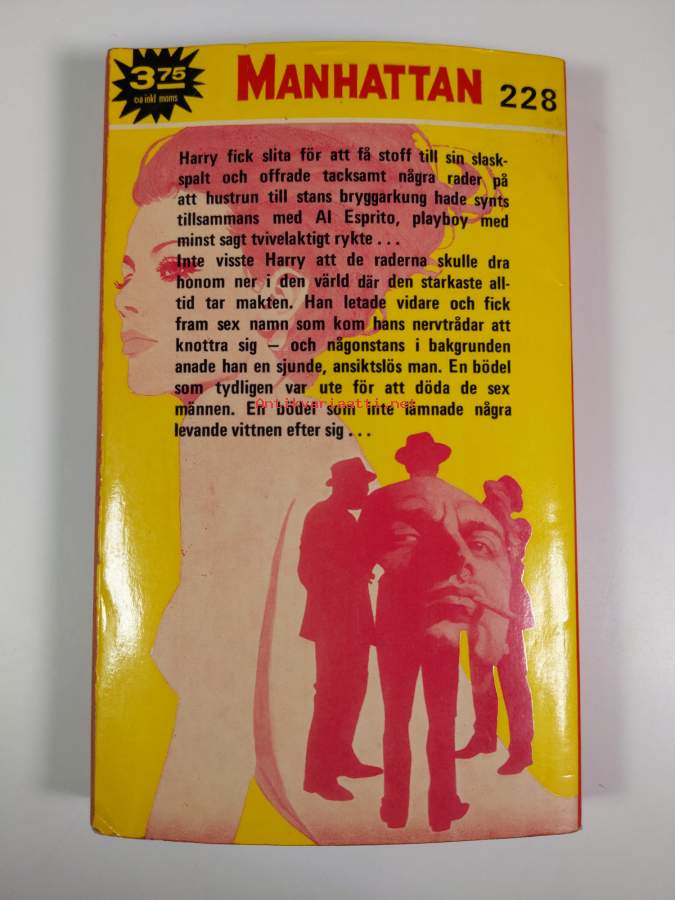 3 75
ca inkl moms
MANHATTAN
228
Harry fick slita för att få stoff till sin slask-
spalt och offrade tacksamt några rader på
att hustrun till stans bryggarkung hade synts
tillsammans med Al Esprito, playboy med
minst sagt tvivelaktigt rykte ...
Inte visste Harry att de raderna skulle dra
honom ner i den värld där den starkaste all-
tid tar makten. Han letade vidare och fick
fram sex namn som kom hans nervtrådar att
knottra sig — och någonstans i bakgrunden
anade han en sjunde, ansiktslös man. En bödel
som tydligen var ute för att döda de sex
männen. En bödel som inte lämnade några
levande vittnen efter sig ...
Antikvariaatti.net